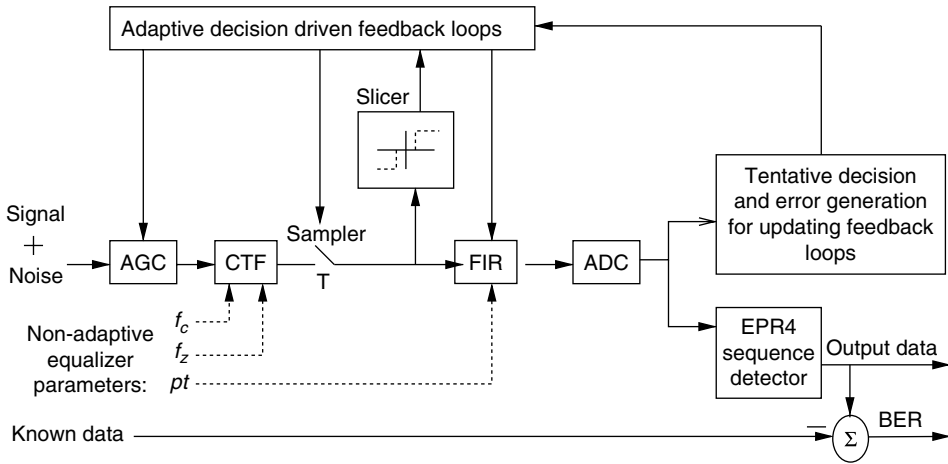 Adaptive decision driven feedback loops
Slicer
Tentative decision
and error generation
for updating feedback
loops
Signal
+
Noise
Sampler
AGC
CTF
T
FIR
ADC
Non-adaptive
equalizer
parameters:
f_c
f_z
pt
EPR4
sequence
detector
Output data
Known data
–
Σ
BER